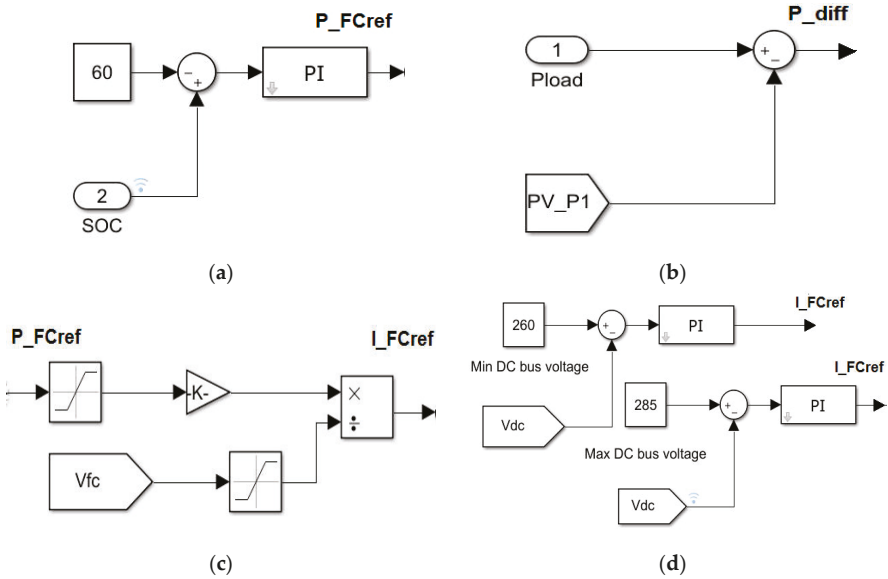 P_FCref
60
-
+
PI
2
SOC
(a)
P_diff
1
Pload
+
-
PV_P1
(b)
P_FCref
I_FCref
-K-
×
÷
Vfc
(c)
I_FCref
260
+
-
PI
Min DC bus voltage
I_FCref
285
+
-
PI
Vdc
Max DC bus voltage
Vdc
(d)